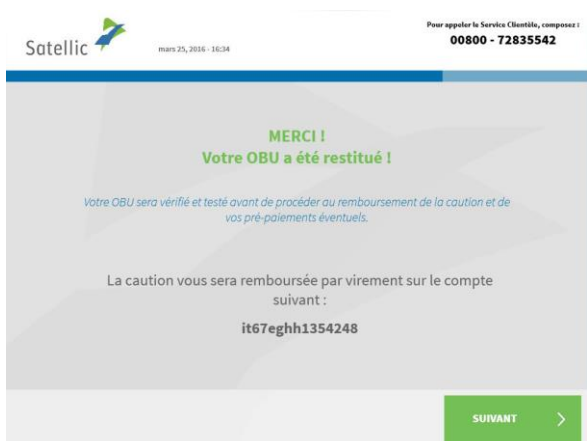 Satellic
mars 25, 2016 - 16:34
Pour appeler le Service Clientèle, composez :
00800 - 72835542
MERCI !
Votre OBU a été restitué !
Votre OBU sera vérifié et testé avant de procéder au remboursement de la caution et de
vos pré-paiements éventuels.
La caution vous sera remboursée par virement sur le compte
suivant :
it67eghh1354248
SUIVANT